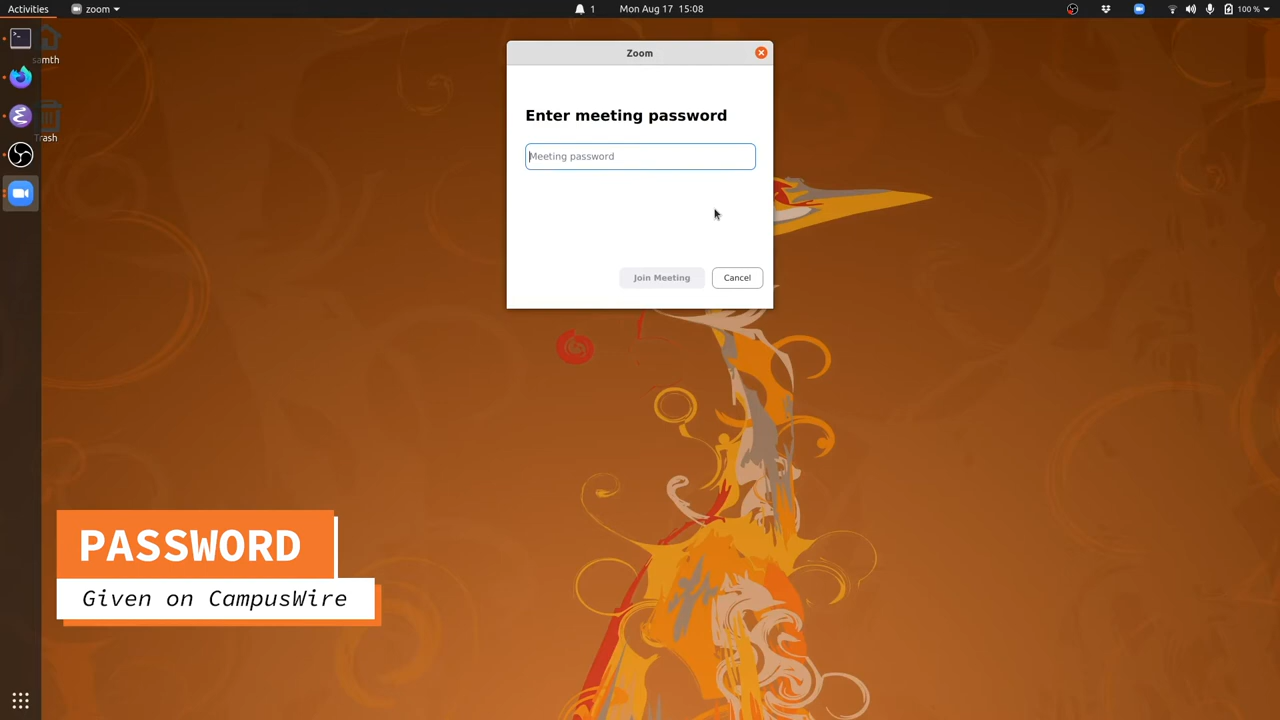 Activities
zoom
1
Mon Aug 17 15:08
100 %
samth
Trash
Zoom
Enter meeting password
Meeting password
Join Meeting
Cancel
PASSWORD
Given on CampusWire